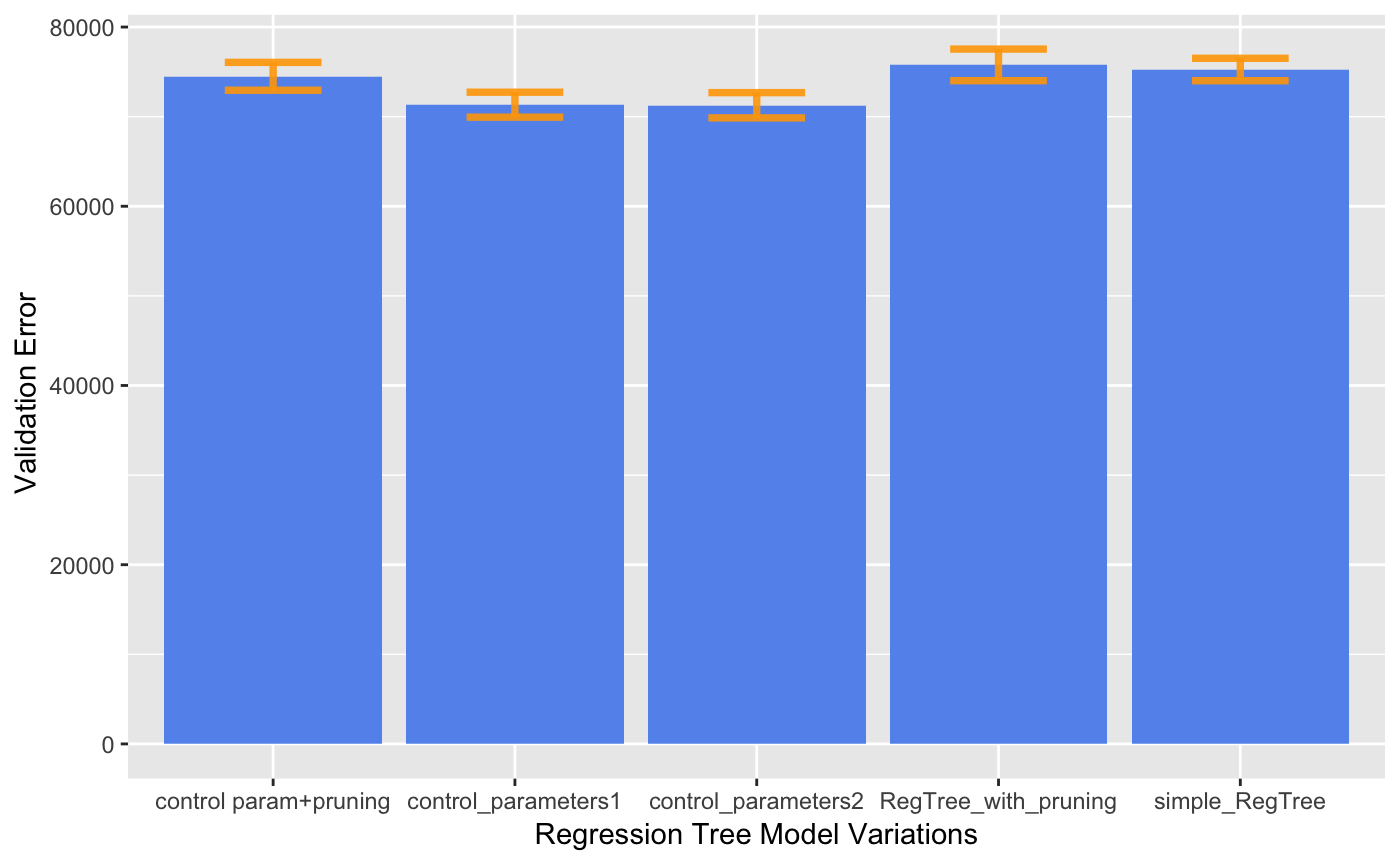 80000
60000
40000
20000
0
Validation Error
control param+pruning control_parameters1 control_parameters2 RegTree_with_pruning simple_RegTree
Regression Tree Model Variations